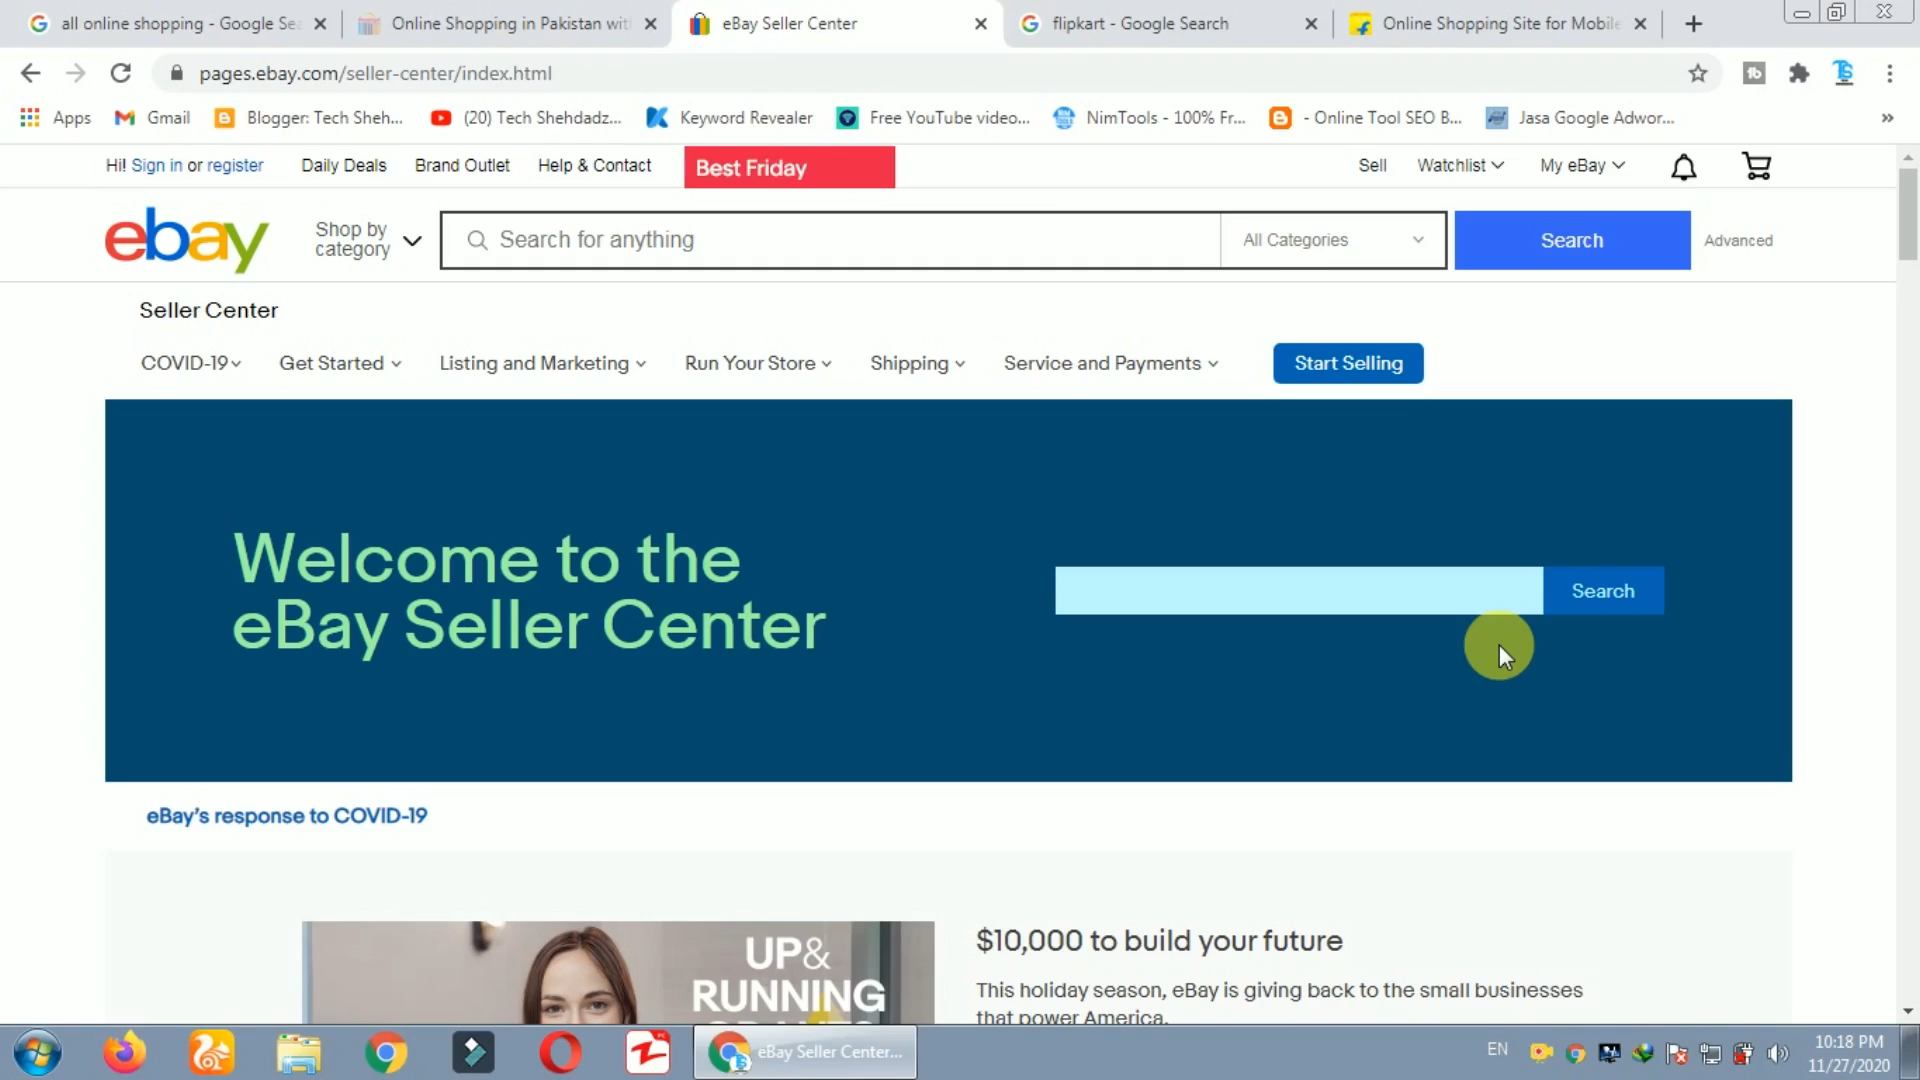 all online shopping - Google Se
Online Shopping in Pakistan wit
eBay Seller Center
flipkart - Google Search
Online Shopping Site for Mobile
pages.ebay.com/seller-center/index.html
Apps
Gmail
Blogger: Tech Sheh...
(20) Tech Shehdadz...
Keyword Revealer
Free YouTube video...
NimTools - 100% Fr...
- Online Tool SEO B...
Jasa Google Adwor...
Hi! Sign in or register
Daily Deals
Brand Outlet
Help & Contact
Best Friday
Sell
Watchlist
My eBay
ebay
Shop by
category
Search for anything
All Categories
Search
Advanced
Seller Center
COVID-19
Get Started
Listing and Marketing
Run Your Store
Shipping
Service and Payments
Start Selling
Welcome to the
eBay Seller Center
Search
eBay's response to COVID-19
UP&
RUNNING
$10,000 to build your future
This holiday season, eBay is giving back to the small businesses
that power America.
eBay Seller Center...
EN
10:18 PM
11/27/2020